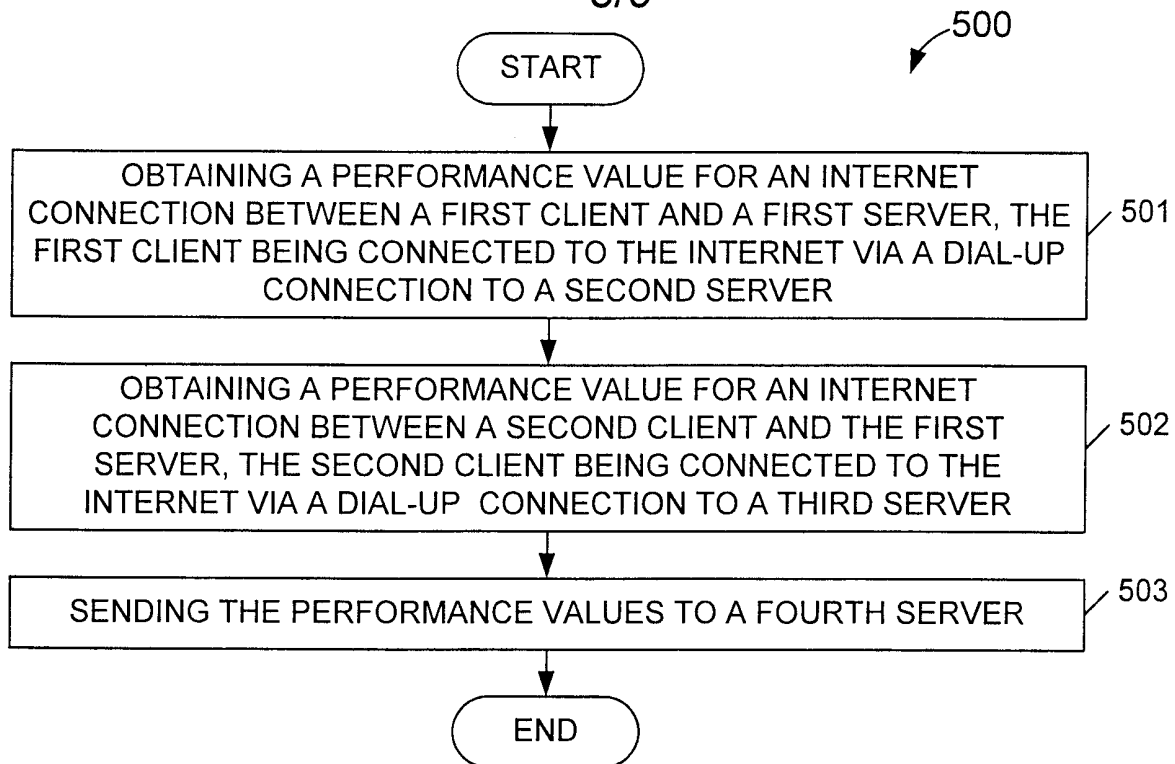 500
START
OBTAINING A PERFORMANCE VALUE FOR AN INTERNET
CONNECTION BETWEEN A FIRST CLIENT AND A FIRST SERVER, THE
FIRST CLIENT BEING CONNECTED TO THE INTERNET VIA A DIAL-UP
CONNECTION TO A SECOND SERVER
501
OBTAINING A PERFORMANCE VALUE FOR AN INTERNET
CONNECTION BETWEEN A SECOND CLIENT AND THE FIRST
SERVER, THE SECOND CLIENT BEING CONNECTED TO THE
INTERNET VIA A DIAL-UP CONNECTION TO A THIRD SERVER
502
SENDING THE PERFORMANCE VALUES TO A FOURTH SERVER
503
END